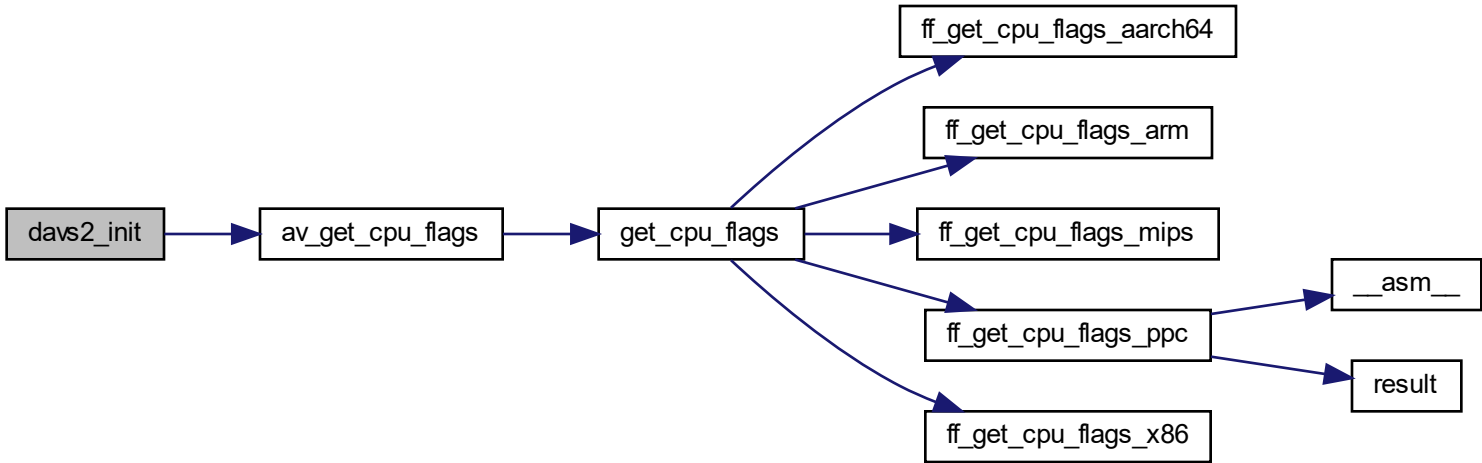 davs2_init
av_get_cpu_flags
get_cpu_flags
ff_get_cpu_flags_aarch64
ff_get_cpu_flags_arm
ff_get_cpu_flags_mips
ff_get_cpu_flags_ppc
ff_get_cpu_flags_x86
__asm__
result